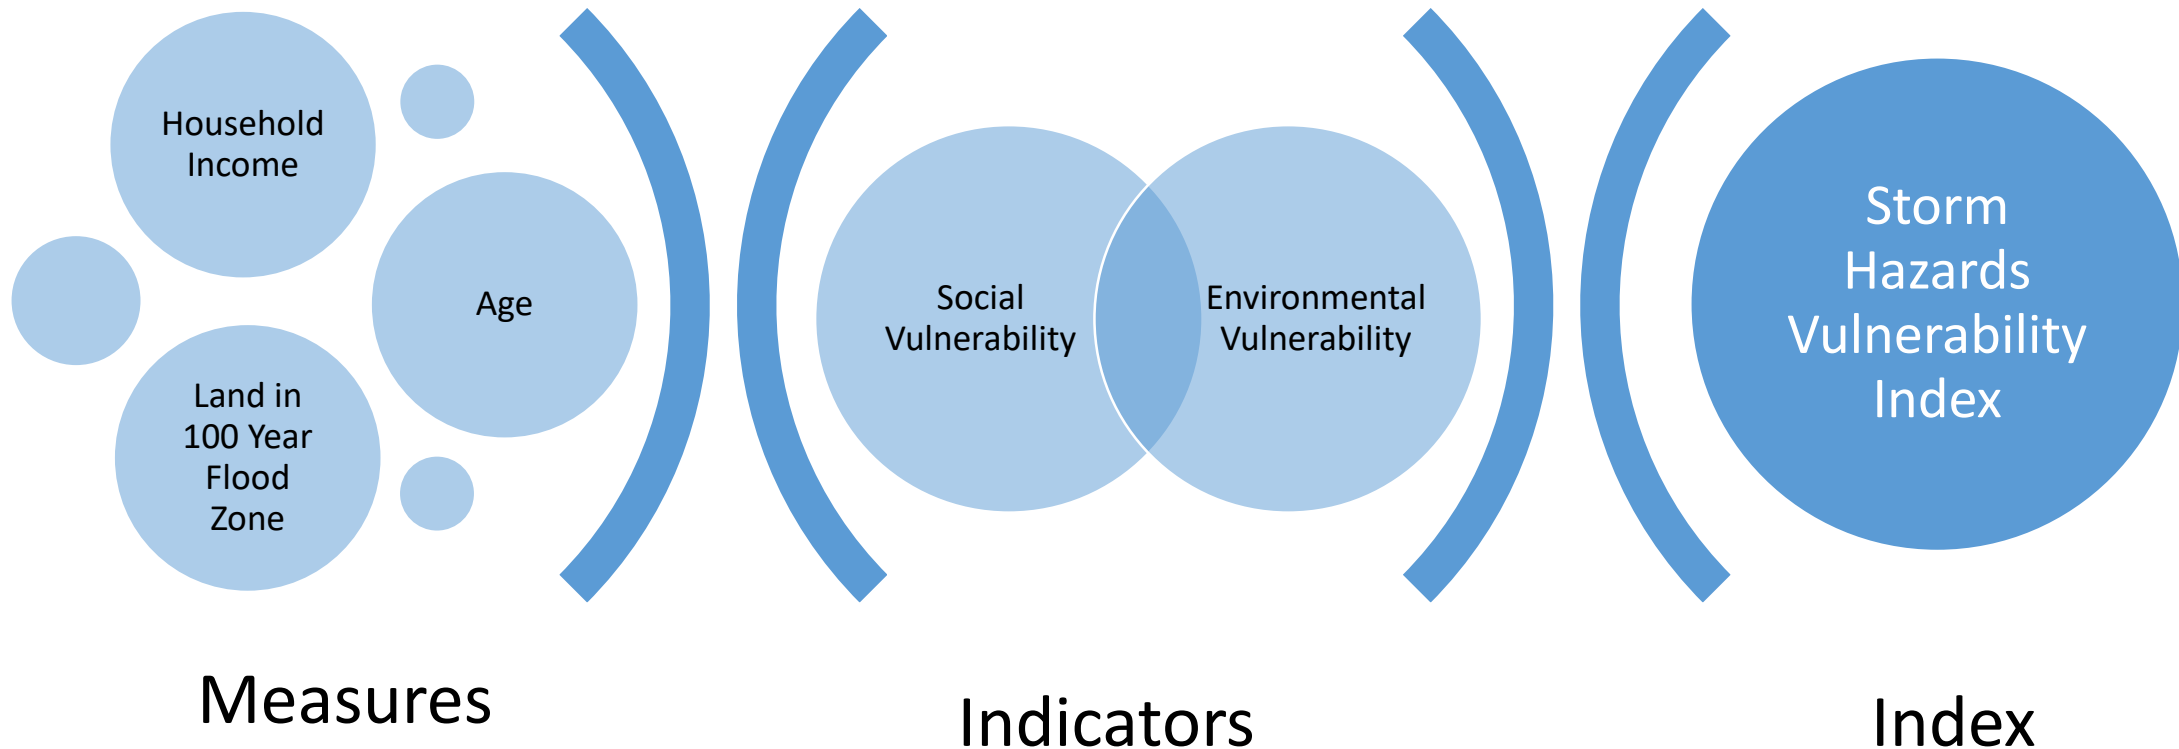 Household
Income
Age
Land in
100 Year
Flood
Zone
Social
Vulnerability
Environmental
Vulnerability
Storm
Hazards
Vulnerability
Index
Measures
Indicators
Index